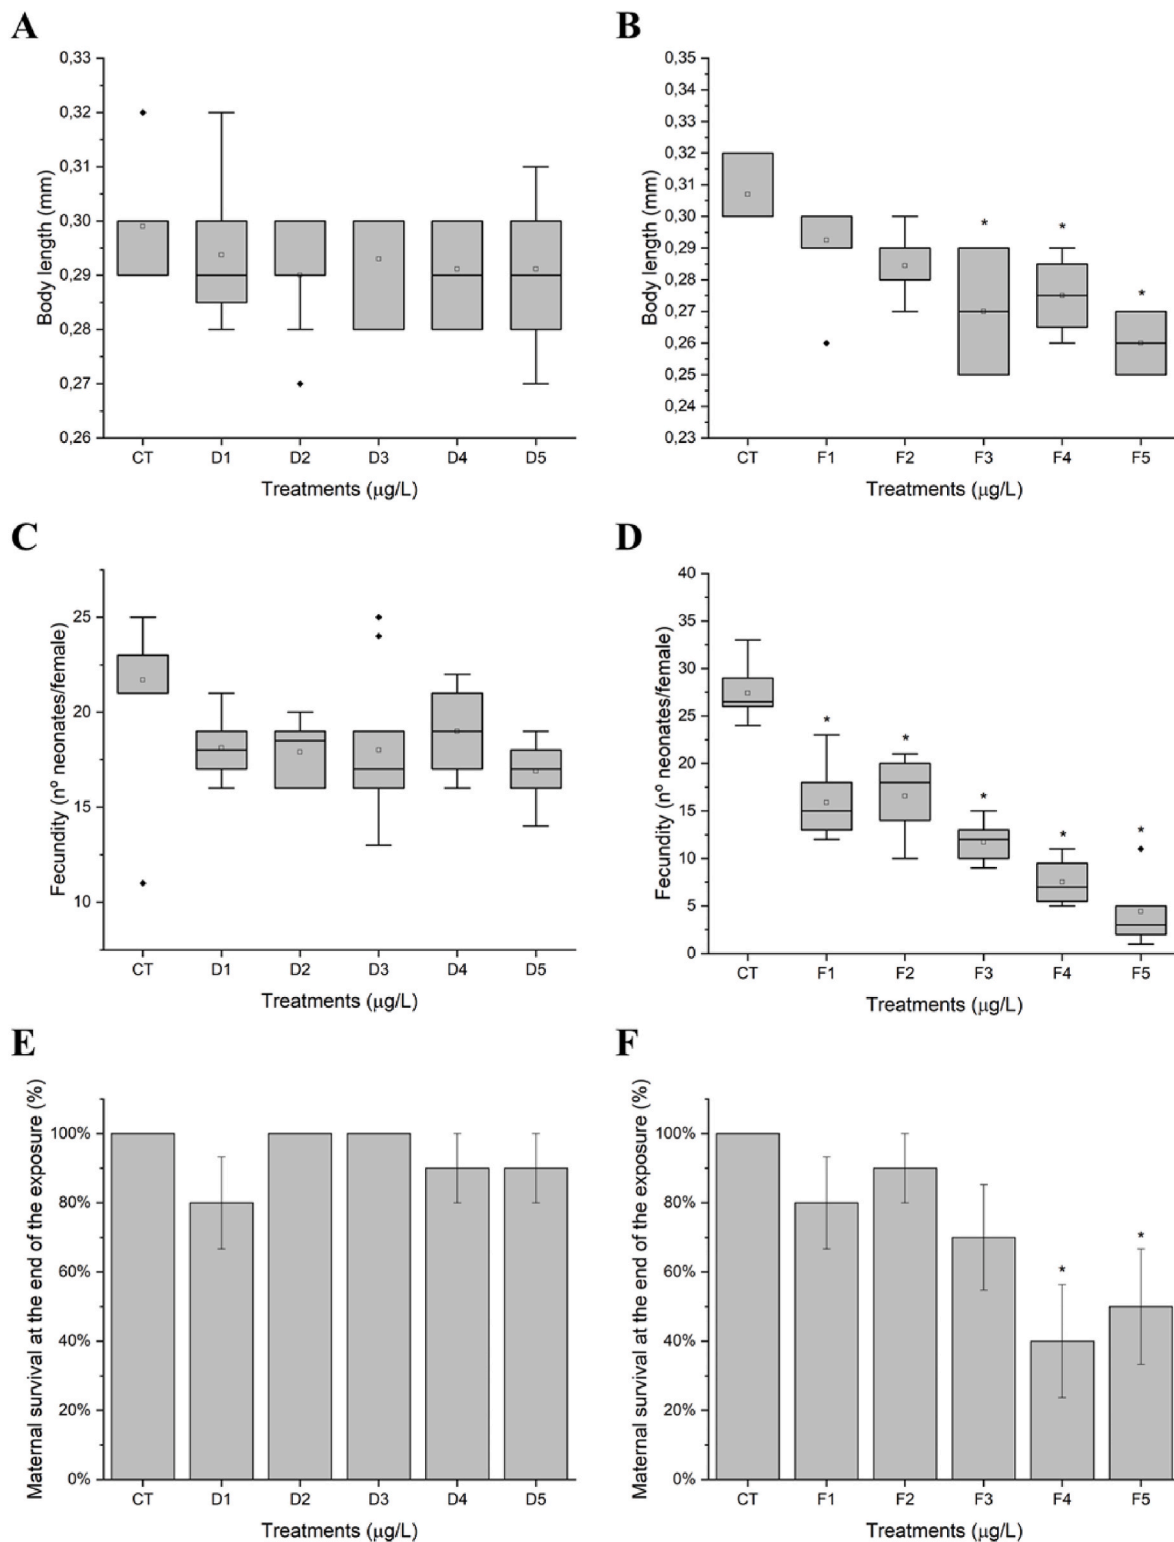 A
0,33
0,32
0,31
0,30
0,29
0,28
0,27
0,26
Body length (mm)
CT D1 D2 D3 D4 D5
Treatments (μg/L)
B
0,35
0,34
0,33
0,32
0,31
0,30
0,29
0,28
0,27
0,26
0,25
0,24
0,23
Body length (mm)
* * *
CT F1 F2 F3 F4 F5
Treatments (μg/L)
C
25
20
15
10
Fecundity (nº neonates/female)
CT D1 D2 D3 D4 D5
Treatments (μg/L)
D
40
35
30
25
20
15
10
5
0
Fecundity (nº neonates/female)
* * * * *
CT F1 F2 F3 F4 F5
Treatments (μg/L)
E
100%
80%
60%
40%
20%
0%
Maternal survival at the end of the exposure (%)
CT D1 D2 D3 D4 D5
Treatments (μg/L)
F
100%
80%
60%
40%
20%
0%
Maternal survival at the end of the exposure (%)
* *
CT F1 F2 F3 F4 F5
Treatments (μg/L)